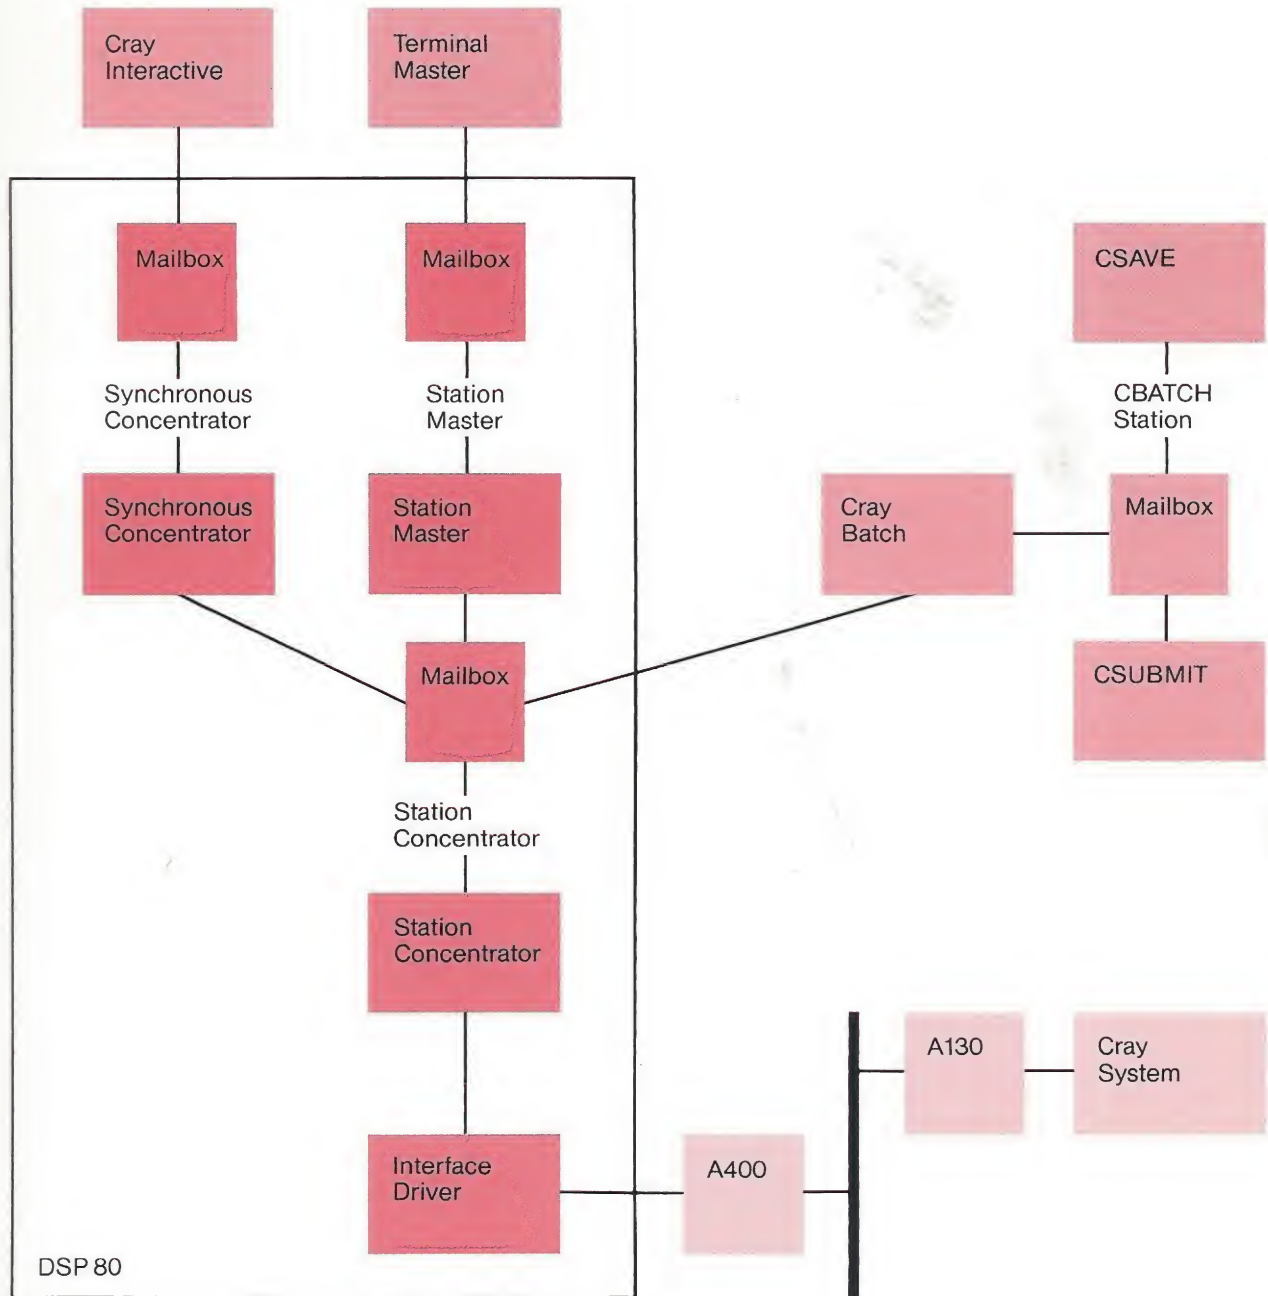 Cray
Interactive
Terminal
Master
Mailbox
Mailbox
CSAVE
Synchronous
Concentrator
Station
Master
CBATCH
Station
Synchronous
Concentrator
Station
Master
Cray
Batch
Mailbox
Mailbox
CSUBMIT
Station
Concentrator
Station
Concentrator
A130
Cray
System
Interface
Driver
A400
DSP 80